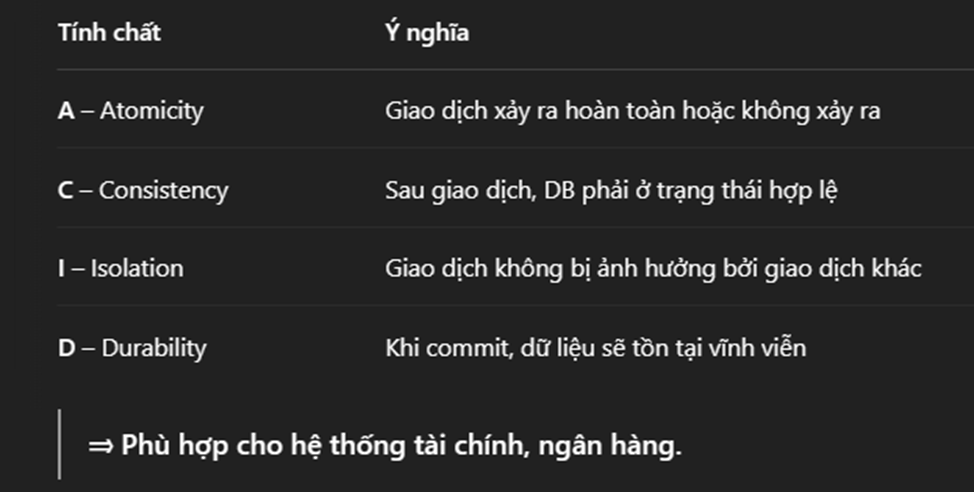 Tính chất Ý nghĩa
A – Atomicity Giao dịch xảy ra hoàn toàn hoặc không xảy ra
C – Consistency Sau giao dịch, DB phải ở trạng thái hợp lệ
I – Isolation Giao dịch không bị ảnh hưởng bởi giao dịch khác
D – Durability Khi commit, dữ liệu sẽ tồn tại vĩnh viễn
⇒ Phù hợp cho hệ thống tài chính, ngân hàng.